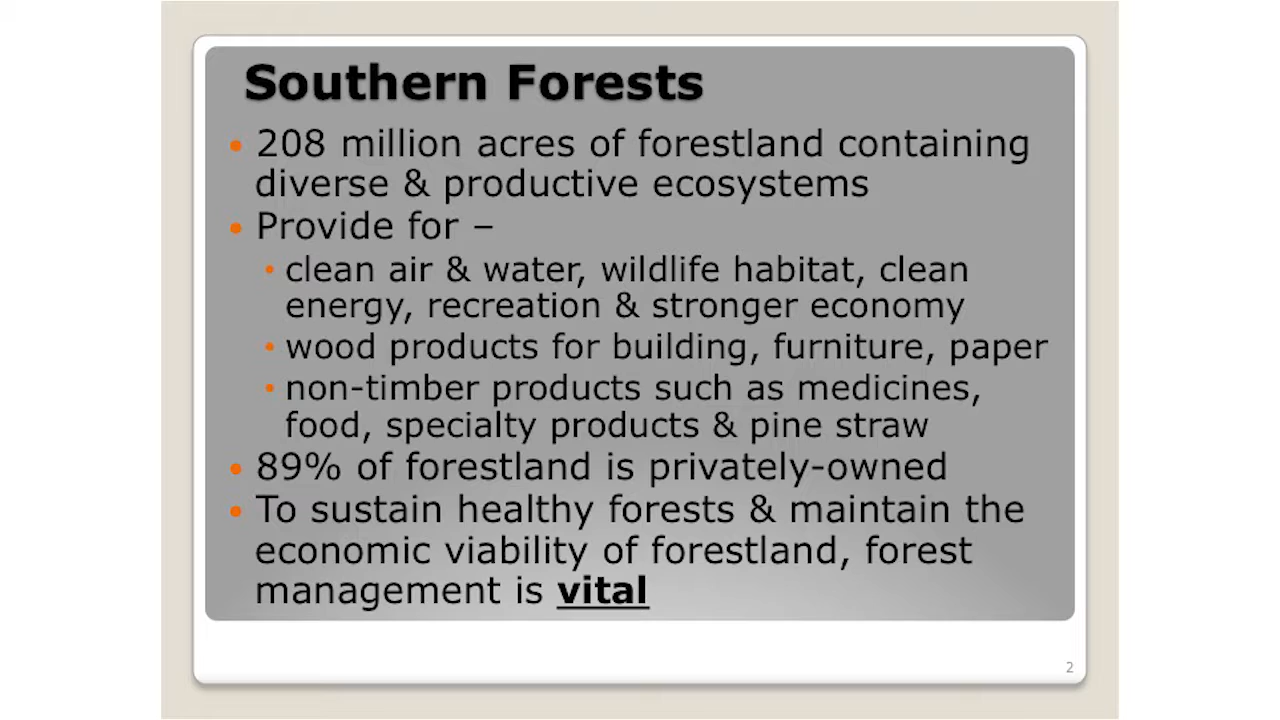 Southern Forests
• 208 million acres of forestland containing
diverse & productive ecosystems
• Provide for –
• clean air & water, wildlife habitat, clean
energy, recreation & stronger economy
• wood products for building, furniture, paper
• non-timber products such as medicines,
food, specialty products & pine straw
• 89% of forestland is privately-owned
• To sustain healthy forests & maintain the
economic viability of forestland, forest
management is vital
2